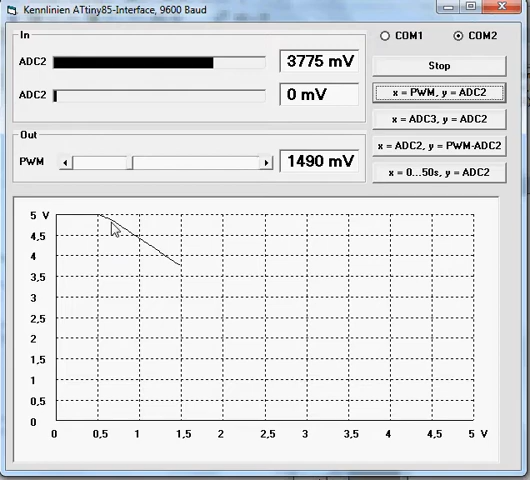 Kennlinien ATtiny85-Interface, 9600 Baud
In
ADC2
3775 mV
ADC2
0 mV
Out
PWM
1490 mV
COM1
COM2
Stop
x = PWM, y = ADC2
x = ADC3, y = ADC2
x = ADC2, y = PWM-ADC2
x = 0...50s, y = ADC2
5 V
4,5
4
3,5
3
2,5
2
1,5
1
0,5
0
0
0,5
1
1,5
2
2,5
3
3,5
4
4,5
5 V